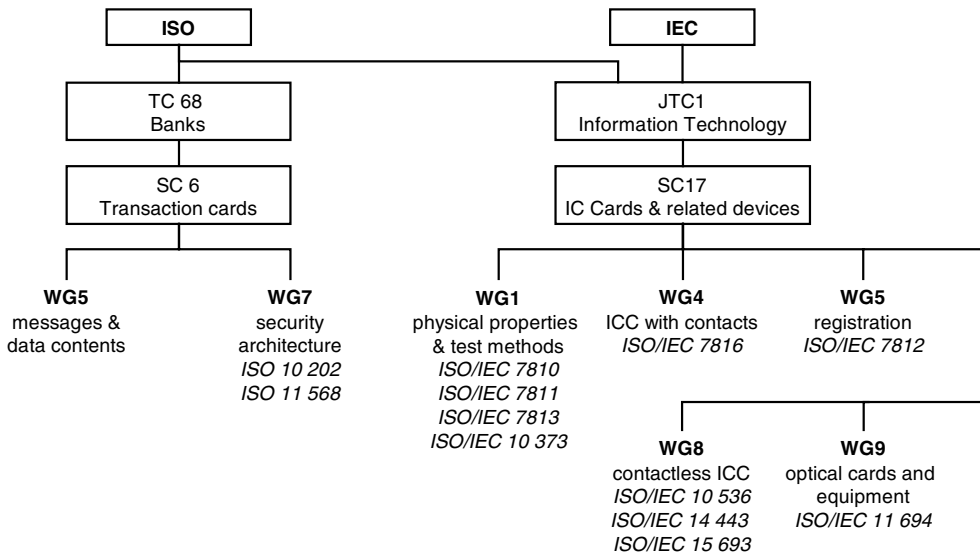 ISO
IEC
TC 68
Banks
JTC1
Information Technology
SC 6
Transaction cards
SC17
IC Cards & related devices
WG5
messages &
data contents
WG7
security
architecture
ISO 10 202
ISO 11 568
WG1
physical properties
& test methods
ISO/IEC 7810
ISO/IEC 7811
ISO/IEC 7813
ISO/IEC 10 373
WG4
ICC with contacts
ISO/IEC 7816
WG5
registration
ISO/IEC 7812
WG8
contactless ICC
ISO/IEC 10 536
ISO/IEC 14 443
ISO/IEC 15 693
WG9
optical cards and
equipment
ISO/IEC 11 694